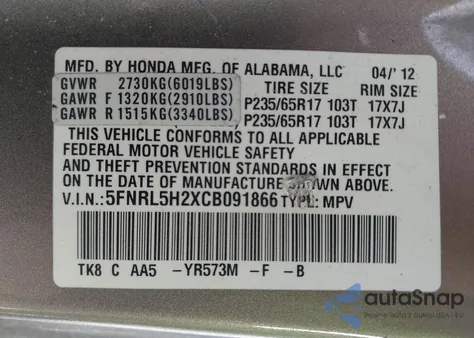 MFD. BY HONDA MFG. OF ALABAMA, LLC 04/'12
GVWR 2730KG(6019LBS) TIRE SIZE RIM SIZE
GAWR F 1320KG(2910LBS) P235/65R17 103T 17X7J
GAWR R 1515KG(3340LBS) P235/65R17 103T 17X7J
THIS VEHICLE CONFORMS TO ALL APPLICABLE
FEDERAL MOTOR VEHICLE SAFETY
AND THEFT PREVENTION STANDARDS IN EFFECT
ON THE DATE OF MANUFACTURE SHOWN ABOVE.
V.I.N.: 5FNRL5H2XCB091866 TYPE: MPV
TK8 C AA5 -YR573M -F -B
autoSnap